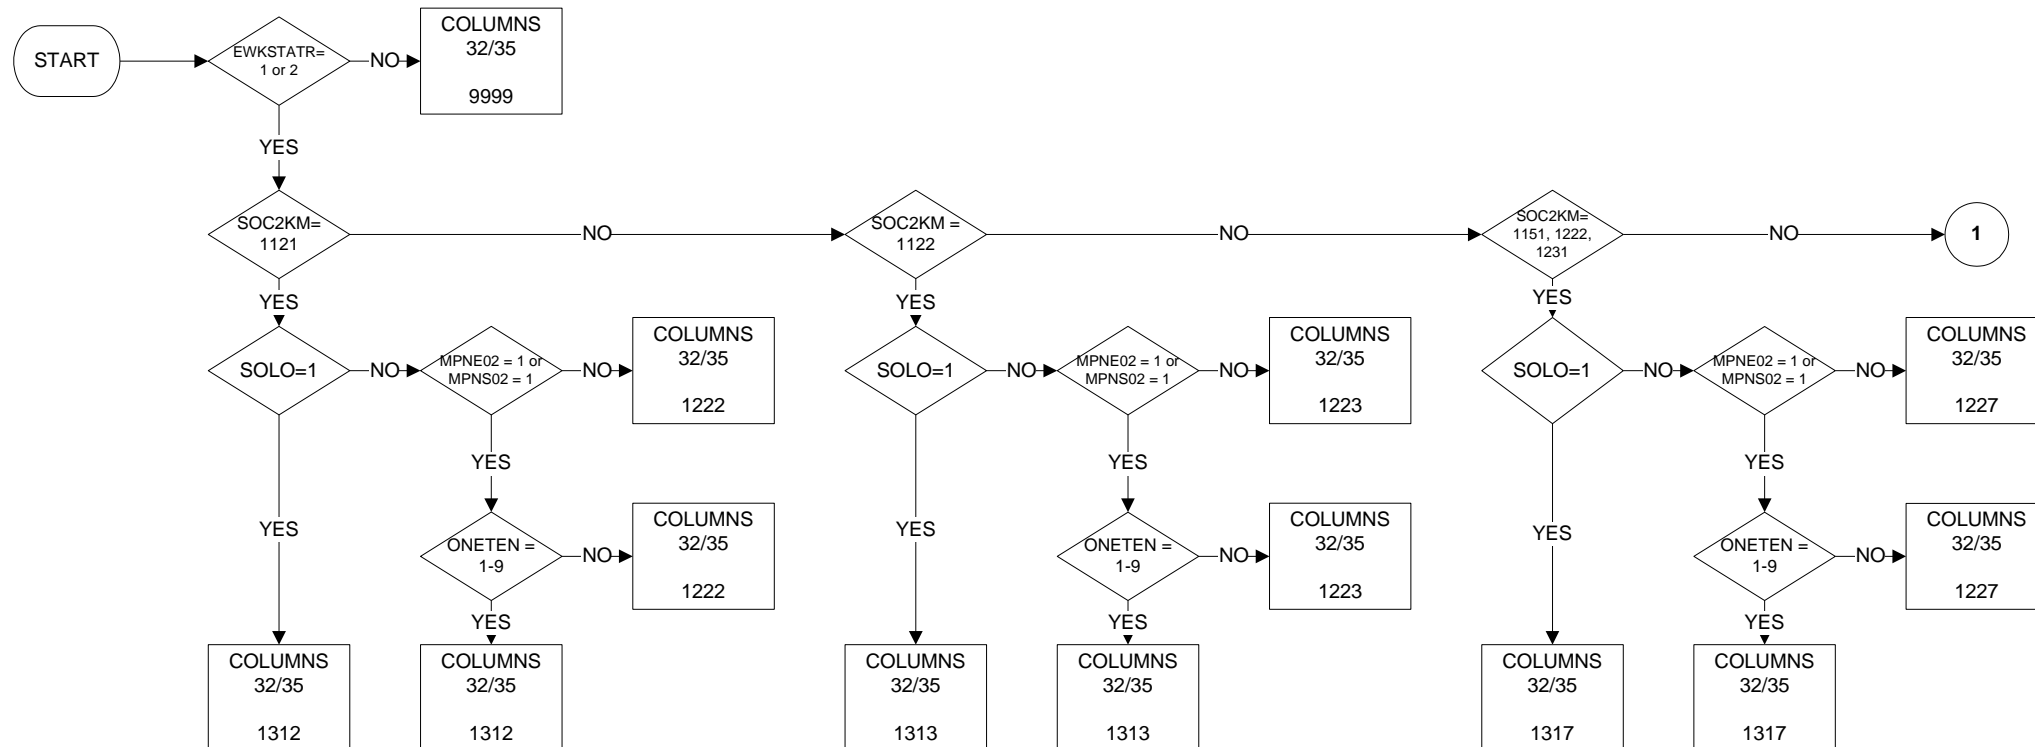 START
EWKSTATR=
1 or 2
NO
COLUMNS
32/35
9999
YES
SOC2KM=
1121
NO
SOC2KM =
1122
NO
SOC2KM=
1151, 1222,
1231
NO
1
YES
YES
YES
SOLO=1
NO
MPNE02 = 1 or
MPNS02 = 1
NO
COLUMNS
32/35
1222
SOLO=1
NO
MPNE02 = 1 or
MPNS02 = 1
NO
COLUMNS
32/35
1223
SOLO=1
NO
MPNE02 = 1 or
MPNS02 = 1
NO
COLUMNS
32/35
1227
YES
YES
YES
YES
ONETEN =
1-9
NO
COLUMNS
32/35
1222
YES
ONETEN =
1-9
NO
COLUMNS
32/35
1223
YES
ONETEN =
1-9
NO
COLUMNS
32/35
1227
YES
YES
YES
COLUMNS
32/35
1312
COLUMNS
32/35
1312
COLUMNS
32/35
1313
COLUMNS
32/35
1313
COLUMNS
32/35
1317
COLUMNS
32/35
1317